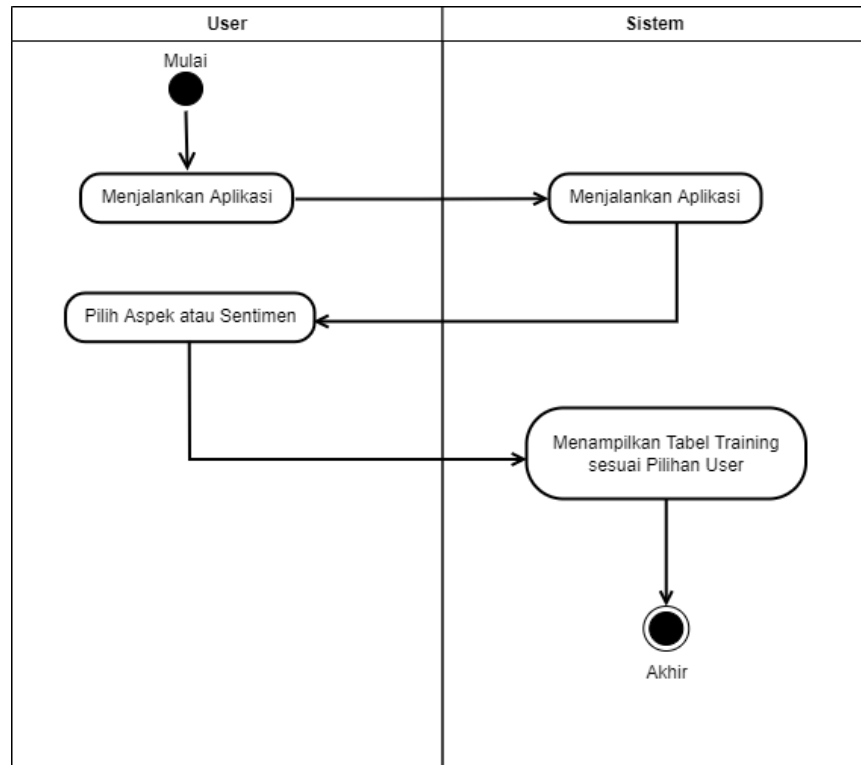 User
Sistem
Mulai
Menjalankan Aplikasi
Menjalankan Aplikasi
Pilih Aspek atau Sentimen
Menampilkan Tabel Training
sesuai Pilihan User
Akhir